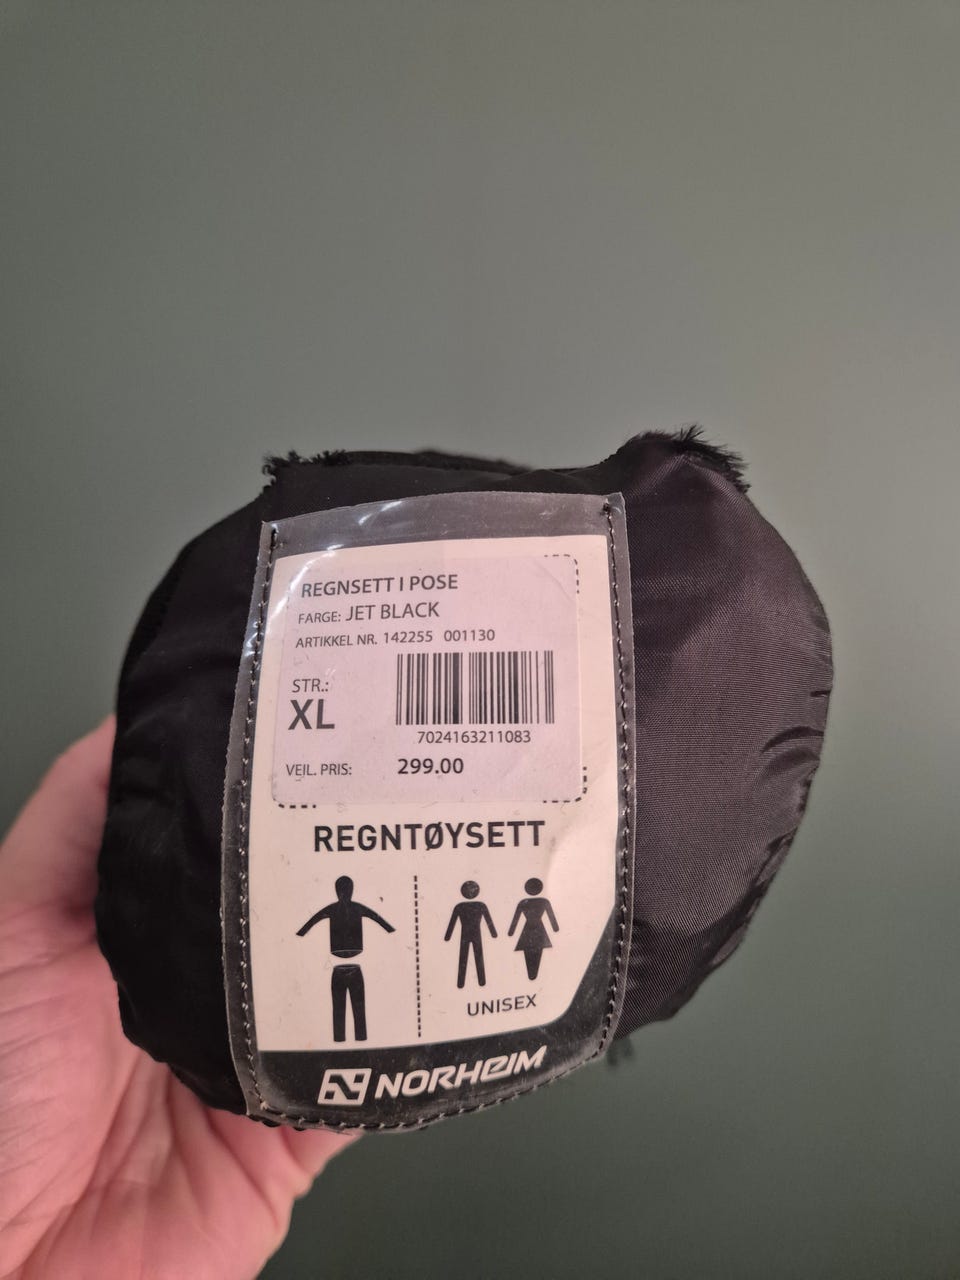 REGNSETT I POSE
FARGE: JET BLACK
ARTIKKEL NR. 142255 001130
STR.:
XL
7024163211083
VEIL. PRIS: 299.00
REGNTØYSETT
UNISEX
NORHEIM